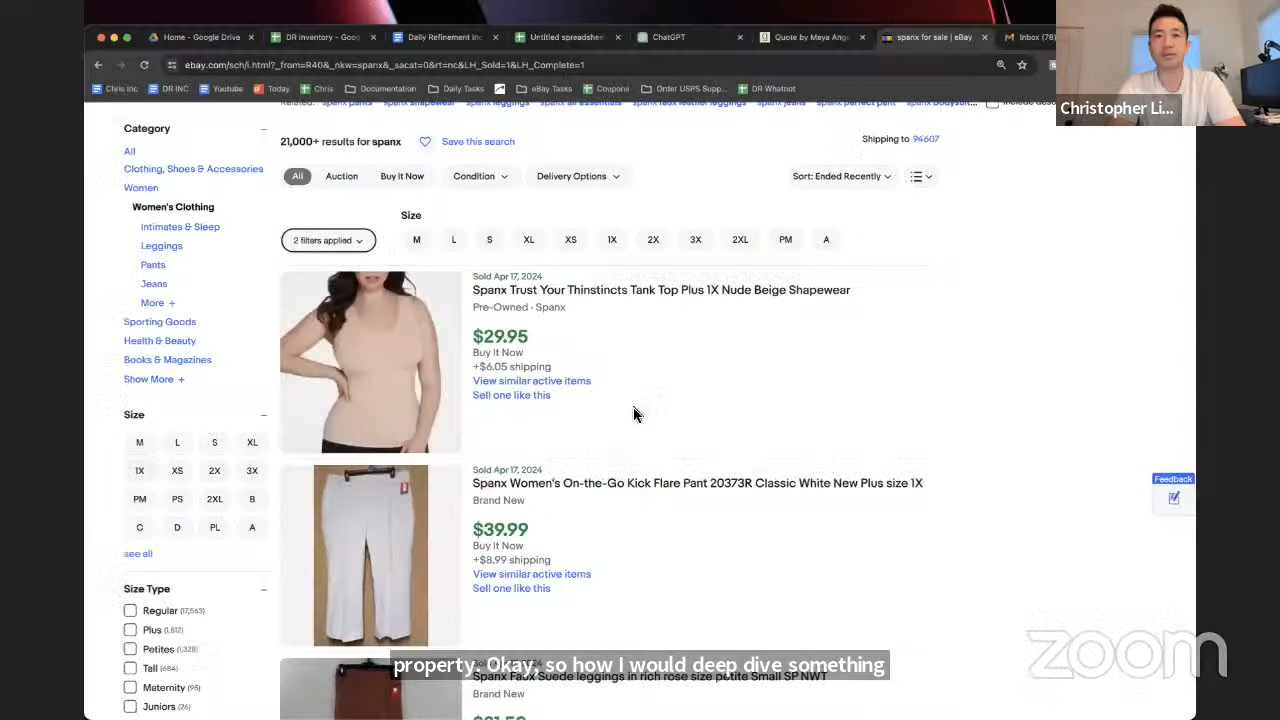 Home - Google Drive
DR inventory - Goo
Daily Refinement Inc
Untitled spreadshee
ChatGPT
Quote by Maya Ange
spanx for sale | eBay
Inbox (78
ebay.com/sch/i.html?_from=R40&_nkw=spanx&_sacat=0&rt=nc&LH_Sold=1&LH_Complete=1
Chris Inc
DR INC
Youtube
Today
Chris
Documentation
Daily Tasks
eBay Tasks
Coupons
Order USPS Supp...
DR Whatnot
Christopher Li...
Category
All
Clothing, Shoes & Accessories
Women
Women's Clothing
Intimates & Sleep
Leggings
Pants
Jeans
More +
Sporting Goods
Health & Beauty
Books & Magazines
Show More +
Size
M L S XL
1X XS 2X 3X
PM PS 2XL B
C D PL A
see all
Size Type
Regular (17,563)
Plus (1,812)
Petites (1,328)
Tall (684)
Maternity (95)
Juniors (26)
21,000+ results for spanx
Save this search
Shipping to 94607
All
Auction
Buy It Now
Condition
Delivery Options
Sort: Ended Recently
Size
2 filters applied
M L S XL XS 1X 2X 3X 2XL PM A
Sold Apr 17, 2024
Spanx Trust Your Thinstincts Tank Top Plus 1X Nude Beige Shapewear
Pre-Owned · Spanx
$29.95
Buy It Now
+$6.05 shipping
View similar active items
Sell one like this
Sold Apr 17, 2024
Spanx Women's On-the-Go Kick Flare Pant 20373R Classic White New Plus size 1X
Brand New
$39.99
Buy It Now
+$8.99 shipping
View similar active items
Sell one like this
Spanx Faux Suede leggings in rich rose size petite Small SP NWT
Brand New
Feedback
property. Okay, so how I would deep dive something
zoom